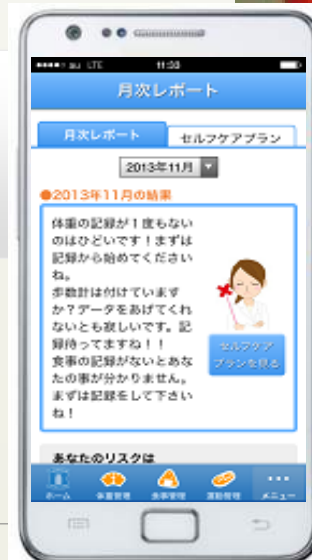 au LTE 11:53
月次レポート
月次レポート セルフケアプラン
2013年11月
●2013年11月の結果
体重の記録が1度もない
のはひどいです！まずは
記録から始めてください
ね。
歩数計は付けています
か？データをあげてくれ
ないとも寂しいです。記
録待ってますね！！
食事の記録がないとあな
たの事が分かりません。
まずは記録をして下さい
ね！
セルフケア
プランを見る
あなたのリスクは
ホーム 体重管理 食事管理 運動管理 メニュー